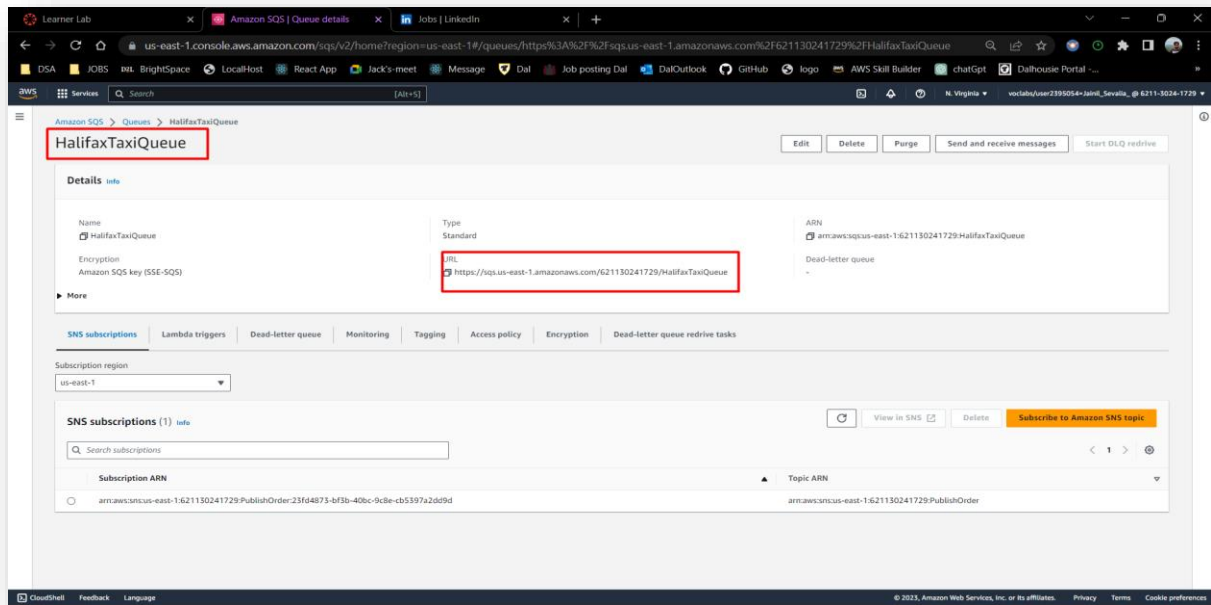 Learner Lab Amazon SQS | Queue details Jobs | LinkedIn
us-east-1.console.aws.amazon.com/sqs/v2/home?region=us-east-1#/queues/https%3A%2F%2Fsqs.us-east-1.amazonaws.com%2F621130241729%2FHalifaxTaxiQueue
DSA JOBS D2L BrightSpace LocalHost React App Jack's-meet Message Dal Job posting Dal DalOutlook GitHub logo AWS Skill Builder chatGpt Dalhousie Portal -...
aws Services Search [Alt+S] N. Virginia voclabs/user2395054=Jainil_Sevalia_ @ 6211-3024-1729
Amazon SQS > Queues > HalifaxTaxiQueue
HalifaxTaxiQueue Edit Delete Purge Send and receive messages Start DLQ redrive
Details Info
Name Type ARN
HalifaxTaxiQueue Standard arn:aws:sqs:us-east-1:621130241729:HalifaxTaxiQueue
Encryption URL Dead-letter queue
Amazon SQS key (SSE-SQS) https://sqs.us-east-1.amazonaws.com/621130241729/HalifaxTaxiQueue -
More
SNS subscriptions Lambda triggers Dead-letter queue Monitoring Tagging Access policy Encryption Dead-letter queue redrive tasks
Subscription region
us-east-1
SNS subscriptions (1) Info View in SNS Delete Subscribe to Amazon SNS topic
Search subscriptions 1
Subscription ARN Topic ARN
arn:aws:sns:us-east-1:621130241729:PublishOrder:23fd4873-bf3b-40bc-9c8e-cb5397a2dd9d arn:aws:sns:us-east-1:621130241729:PublishOrder
CloudShell Feedback Language © 2023, Amazon Web Services, Inc. or its affiliates. Privacy Terms Cookie preferences